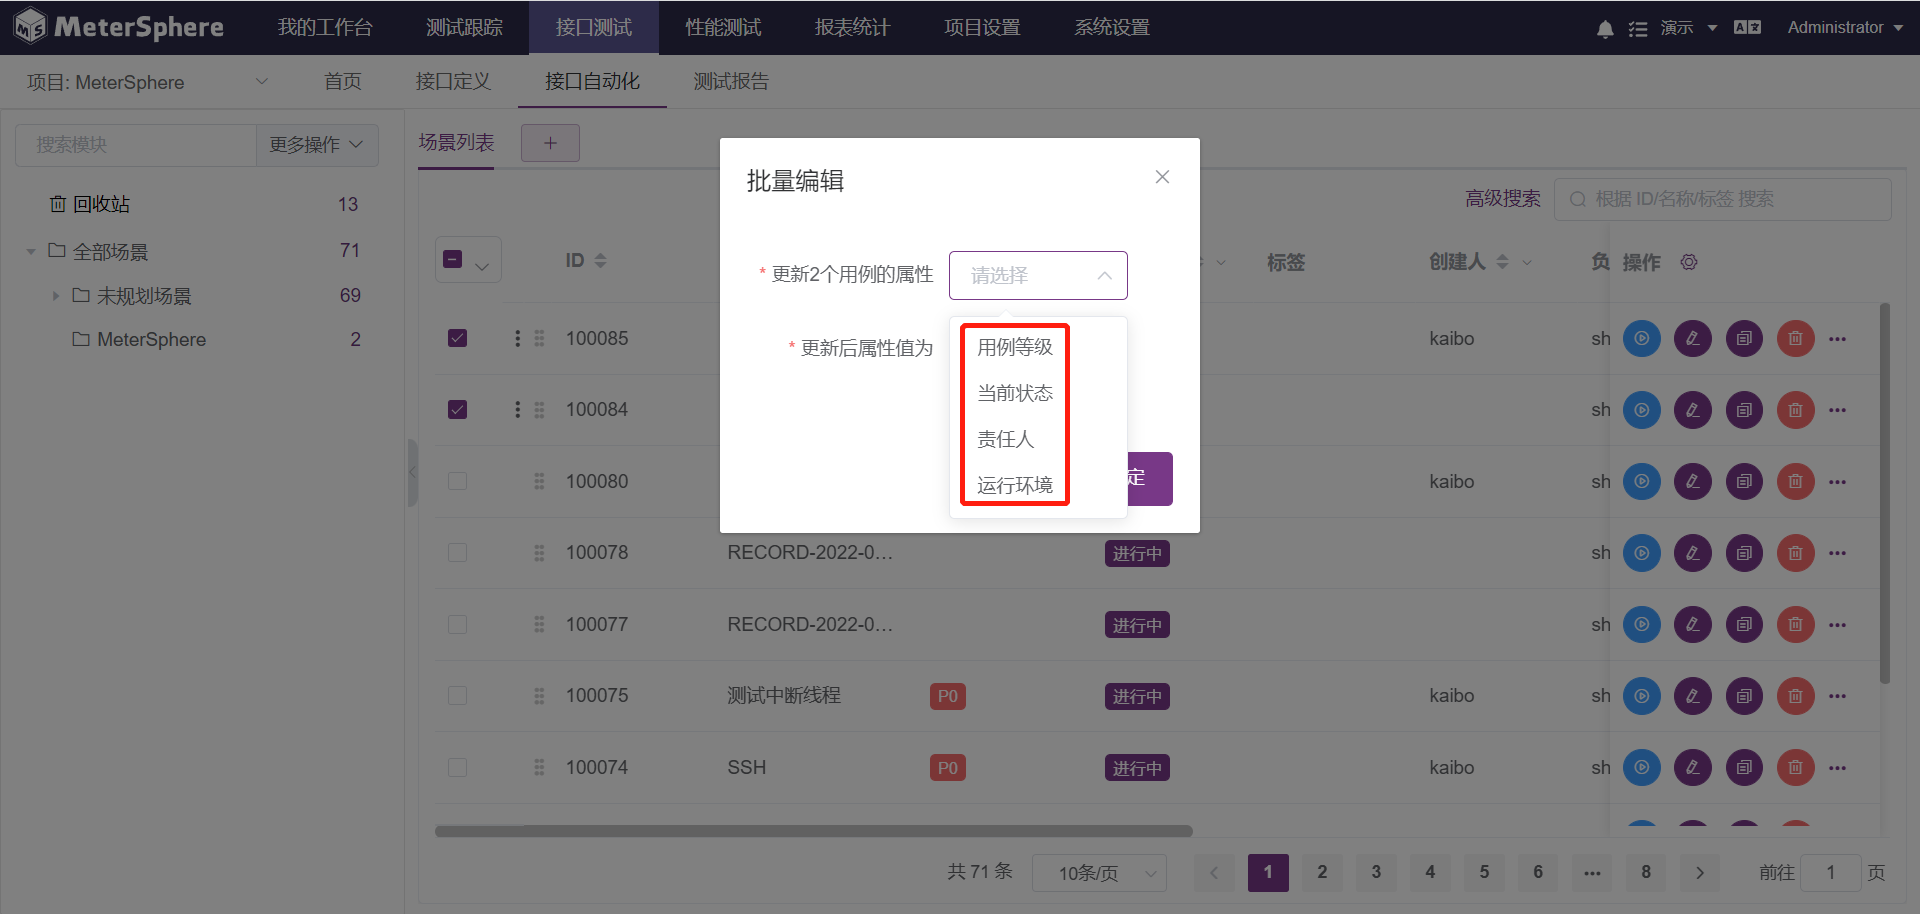 MeterSphere 我的工作台 测试跟踪 接口测试 性能测试 报表统计 项目设置 系统设置 演示 Administrator
项目: MeterSphere 首页 接口定义 接口自动化 测试报告
搜索模块 更多操作
回收站 13
全部场景 71
未规划场景 69
MeterSphere 2
场景列表 +
高级搜索 根据 ID/名称/标签 搜索
ID 标签 创建人 负 操作
100085 kaibo sh
100084 sh
100080 kaibo sh
100078 RECORD-2022-0… 进行中 sh
100077 RECORD-2022-0… 进行中 sh
100075 测试中断线程 P0 进行中 kaibo sh
100074 SSH P0 进行中 kaibo sh
共 71 条 10条/页 1 2 3 4 5 6 ••• 8 前往 1 页
批量编辑
* 更新2个用例的属性 请选择
* 更新后属性值为
用例等级
当前状态
责任人
运行环境
定